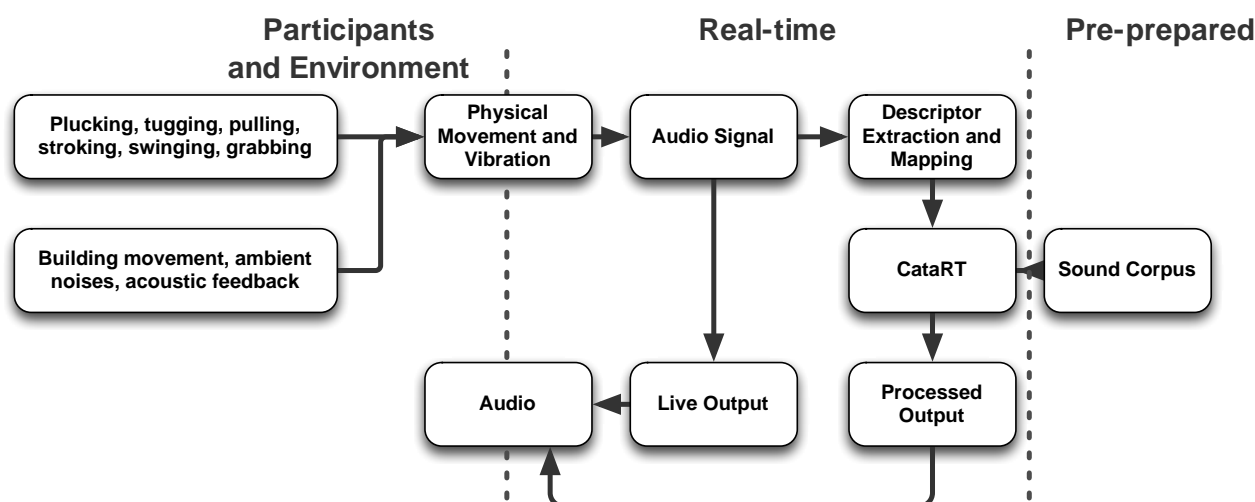 Participants
and Environment
Real-time
Pre-prepared
Plucking, tugging, pulling,
stroking, swinging, grabbing
Physical
Movement and
Vibration
Audio Signal
Descriptor
Extraction and
Mapping
Building movement, ambient
noises, acoustic feedback
CataRT
Sound Corpus
Audio
Live Output
Processed
Output